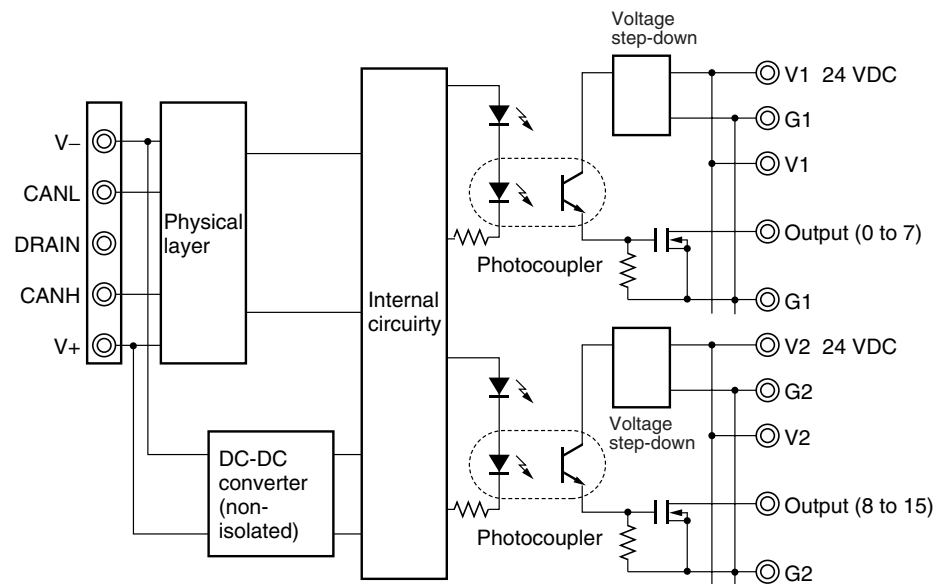 Voltage
step-down
V1 24 VDC
G1
V1
Output (0 to 7)
G1
V–
CANL
DRAIN
CANH
V+
Physical
layer
Internal
circuirty
Photocoupler
V2 24 VDC
G2
Voltage
step-down
V2
Output (8 to 15)
G2
DC-DC
converter
(non-
isolated)
Photocoupler